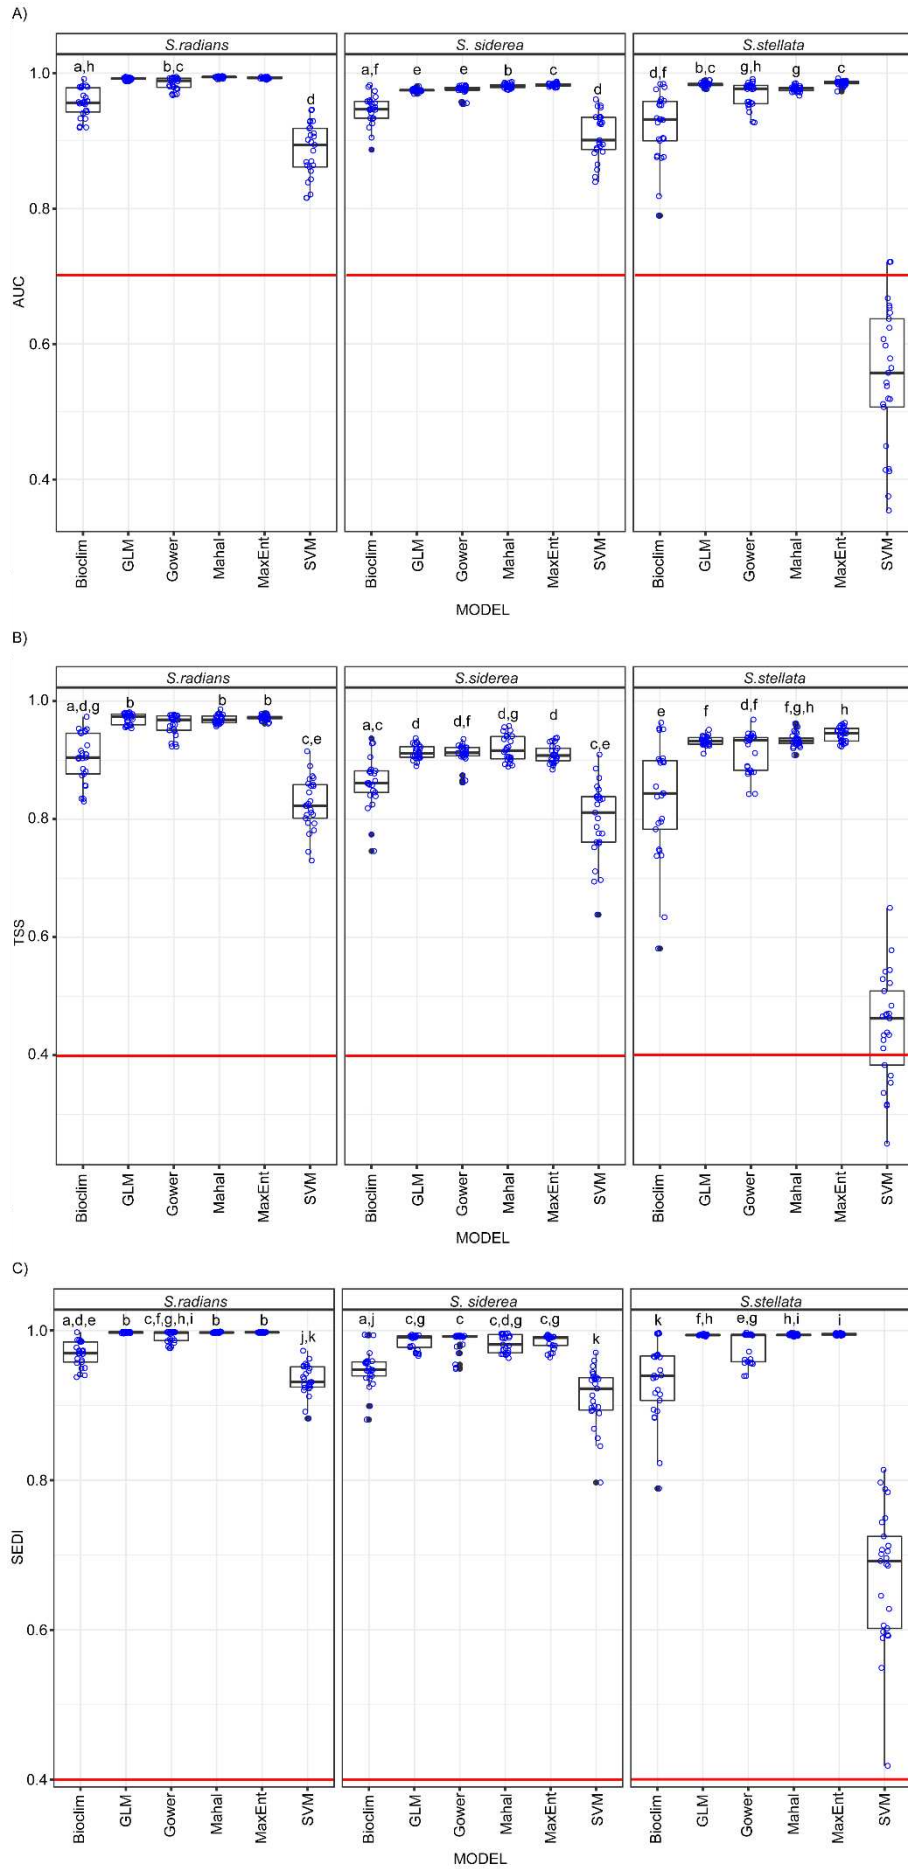 A)
S.radians S. siderea S.stellata
a,h b,c d a,f e e b c d d,f b,c g,h g c
1.0
0.8
0.6
0.4
AUC
Bioclim GLM Gower Mahal MaxEnt SVM Bioclim GLM Gower Mahal MaxEnt SVM Bioclim GLM Gower Mahal MaxEnt SVM
MODEL
B)
S.radians S.siderea S.stellata
a,d,g b b b c,e a,c d d,f d,g d c,e e f d,f f,g,h h
1.0
0.8
0.6
0.4
TSS
Bioclim GLM Gower Mahal MaxEnt SVM Bioclim GLM Gower Mahal MaxEnt SVM Bioclim GLM Gower Mahal MaxEnt SVM
MODEL
C)
S.radians S. siderea S.stellata
a,d,e b c,f,g,h,i b b j,k a,j c,g c c,d,g c,g k k f,h e,g h,i i
1.0
0.8
0.6
0.4
SEDI
Bioclim GLM Gower Mahal MaxEnt SVM Bioclim GLM Gower Mahal MaxEnt SVM Bioclim GLM Gower Mahal MaxEnt SVM
MODEL